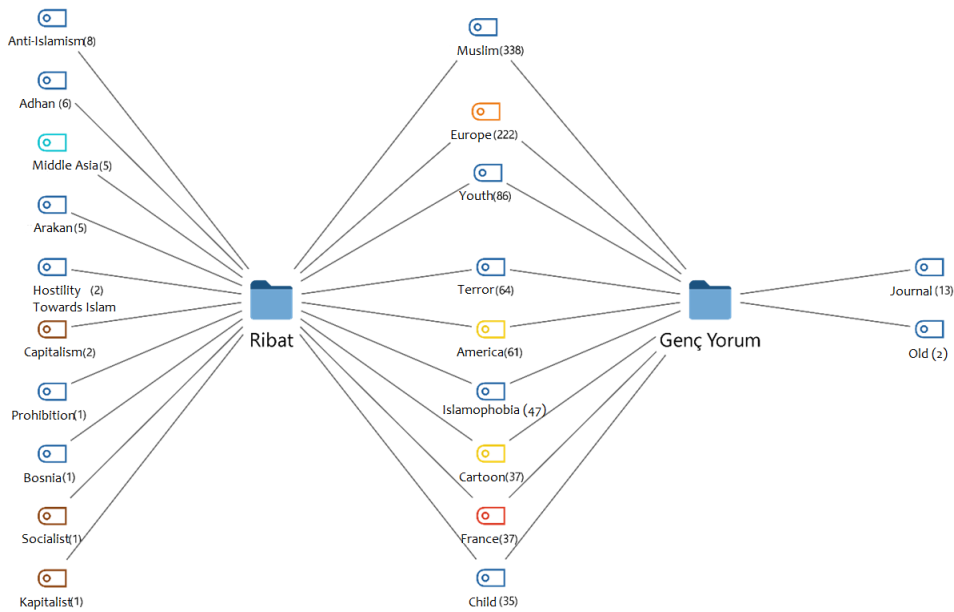 Anti-Islamism(8)
Adhan (6)
Middle Asia(5)
Arakan(5)
Hostility (2)
Towards Islam
Capitalism(2)
Prohibition(1)
Bosnia(1)
Socialist(1)
Kapitalist(1)
Ribat
Muslim(338)
Europe(222)
Youth(86)
Terror(64)
America(61)
Islamophobia (47)
Cartoon(37)
France(37)
Child (35)
Genç Yorum
Journal (13)
Old (2)